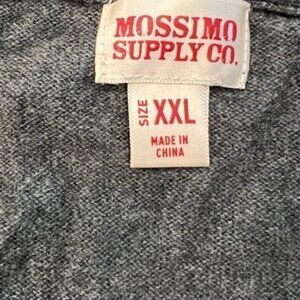 MOSSIMO
SUPPLY CO.
SIZE XXL
MADE IN
CHINA